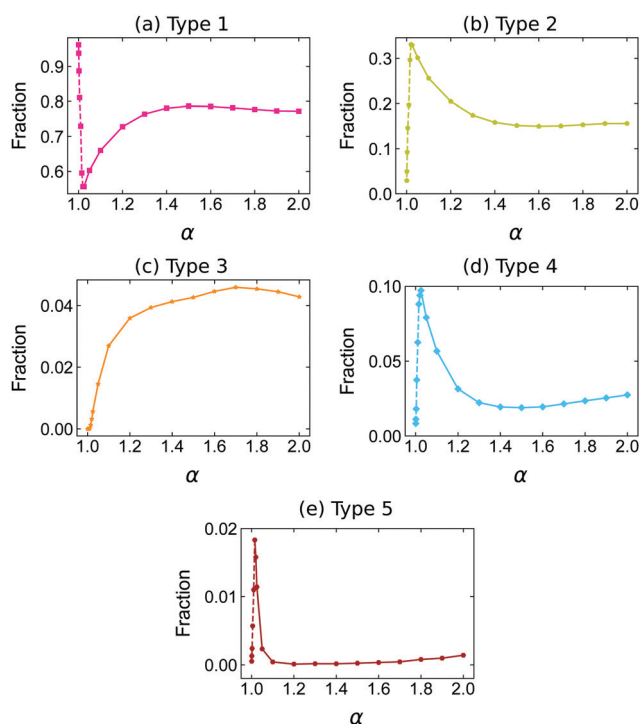 (a) Type 1
Fraction
0.9
0.8
0.7
0.6
1.0 1.2 1.4 1.6 1.8 2.0
α
(b) Type 2
Fraction
0.3
0.2
0.1
0.0
1.0 1.2 1.4 1.6 1.8 2.0
α
(c) Type 3
Fraction
0.04
0.02
0.00
1.0 1.2 1.4 1.6 1.8 2.0
α
(d) Type 4
Fraction
0.10
0.05
0.00
1.0 1.2 1.4 1.6 1.8 2.0
α
(e) Type 5
Fraction
0.02
0.01
0.00
1.0 1.2 1.4 1.6 1.8 2.0
α